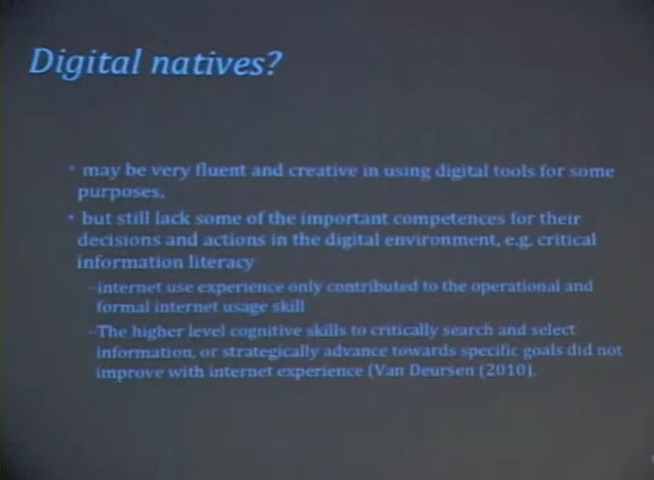 Digital natives?
• may be very fluent and creative in using digital tools for some
purposes,
• but still lack some of the important competences for their
decisions and actions in the digital environment, e.g. critical
information literacy
–internet use experience only contributed to the operational and
formal internet usage skill
–The higher level cognitive skills to critically search and select
information, or strategically advance towards specific goals did not
improve with internet experience (Van Deursen (2010).